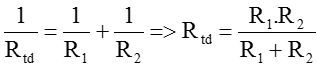 1/R_td = 1/R_1 + 1/R_2 => R_td = R_1.R_2/(R_1 + R_2)